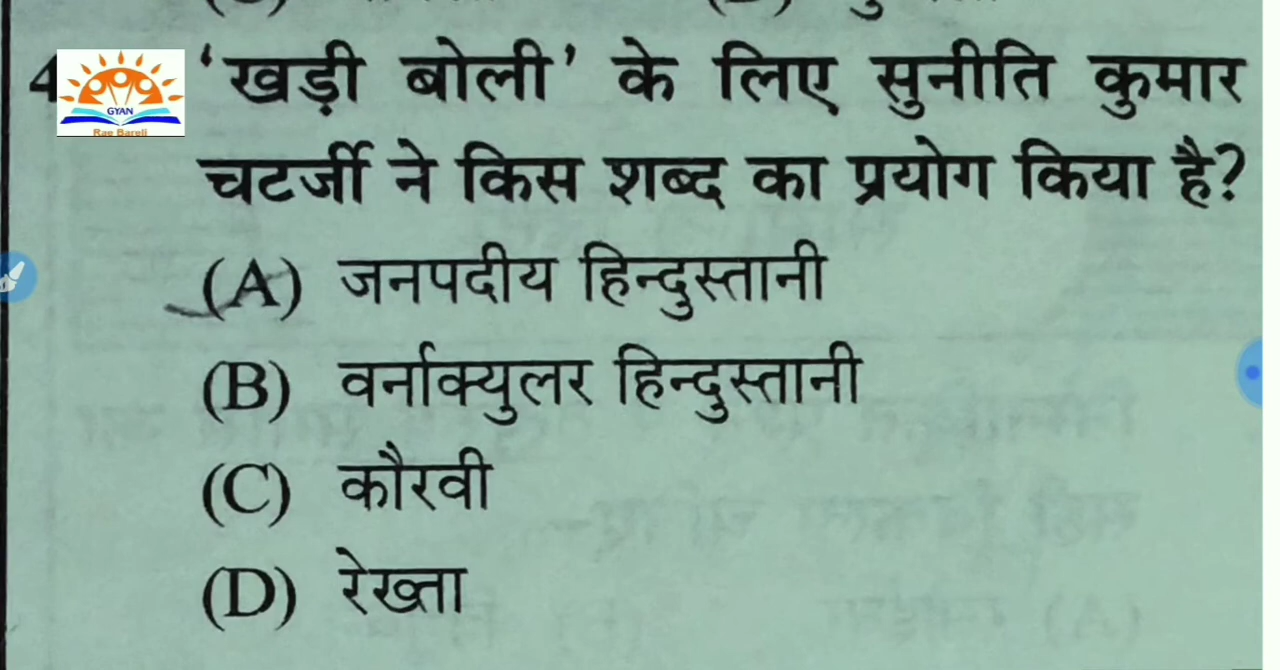 4
GYAN
Rae Bareli
‘खड़ी बोली’ के लिए सुनीति कुमार
चटर्जी ने किस शब्द का प्रयोग किया है?
(A) जनपदीय हिन्दुस्तानी
(B) वर्नाक्युलर हिन्दुस्तानी
(C) कौरवी
(D) रेख्ता